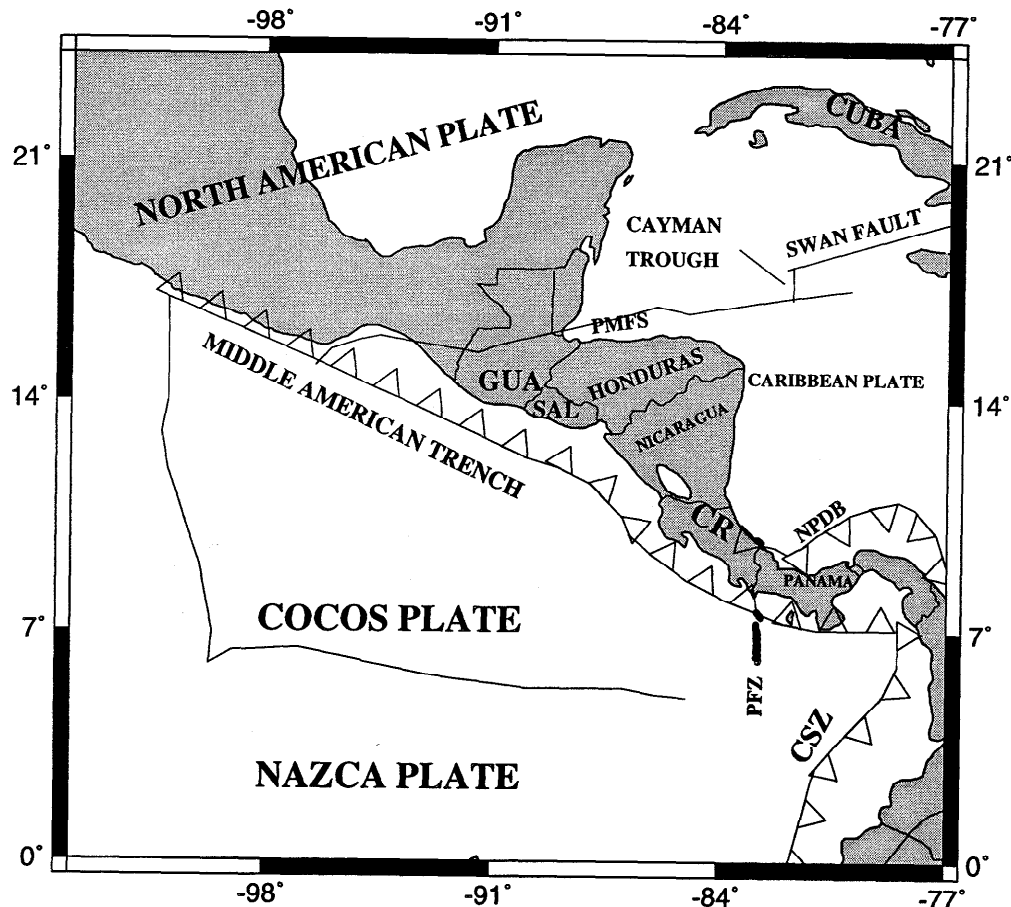 -98° -91° -84° -77°
CUBA
NORTH AMERICAN PLATE
21° 21°
CAYMAN
TROUGH
SWAN FAULT
PMFS
MIDDLE AMERICAN TRENCH
GUA
HONDURAS
CARIBBEAN PLATE
14° 14°
SAL
NICARAGUA
CR
NPDB
PANAMA
COCOS PLATE
7° 7°
PFZ
CSZ
NAZCA PLATE
0° 0°
-98° -91° -84° -77°